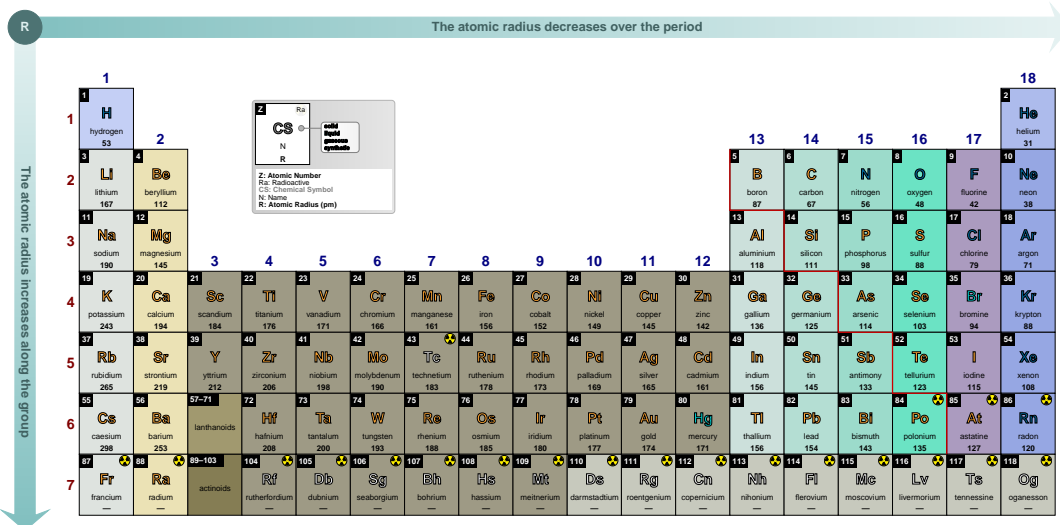 R
The atomic radius decreases over the period
The atomic radius increases along the group
1
18
1
1
H
hydrogen
53
Z
Ra
CS
N
R
solid
liquid
gaseous
synthetic
Z: Atomic Number
Ra: Radioactive
CS: Chemical Symbol
N: Name
R: Atomic Radius (pm)
2
He
helium
31
2
13
14
15
16
17
2
3
Li
lithium
167
4
Be
beryllium
112
5
B
boron
87
6
C
carbon
67
7
N
nitrogen
56
8
O
oxygen
48
9
F
fluorine
42
10
Ne
neon
38
3
11
Na
sodium
190
12
Mg
magnesium
145
13
Al
aluminium
118
14
Si
silicon
111
15
P
phosphorus
98
16
S
sulfur
88
17
Cl
chlorine
79
18
Ar
argon
71
3
4
5
6
7
8
9
10
11
12
4
19
K
potassium
243
20
Ca
calcium
194
21
Sc
scandium
184
22
Ti
titanium
176
23
V
vanadium
171
24
Cr
chromium
166
25
Mn
manganese
161
26
Fe
iron
156
27
Co
cobalt
152
28
Ni
nickel
149
29
Cu
copper
145
30
Zn
zinc
142
31
Ga
gallium
136
32
Ge
germanium
125
33
As
arsenic
114
34
Se
selenium
103
35
Br
bromine
94
36
Kr
krypton
88
5
37
Rb
rubidium
265
38
Sr
strontium
219
39
Y
yttrium
212
40
Zr
zirconium
206
41
Nb
niobium
198
42
Mo
molybdenum
190
43
Tc
technetium
183
44
Ru
ruthenium
178
45
Rh
rhodium
173
46
Pd
palladium
169
47
Ag
silver
165
48
Cd
cadmium
161
49
In
indium
156
50
Sn
tin
145
51
Sb
antimony
133
52
Te
tellurium
123
53
I
iodine
115
54
Xe
xenon
108
6
55
Cs
caesium
298
56
Ba
barium
253
57–71
lanthanoids
72
Hf
hafnium
208
73
Ta
tantalum
200
74
W
tungsten
193
75
Re
rhenium
188
76
Os
osmium
185
77
Ir
iridium
180
78
Pt
platinum
177
79
Au
gold
174
80
Hg
mercury
171
81
Tl
thallium
156
82
Pb
lead
154
83
Bi
bismuth
143
84
Po
polonium
135
85
At
astatine
127
86
Rn
radon
120
7
87
Fr
francium
—
88
Ra
radium
—
89–103
actinoids
104
Rf
rutherfordium
—
105
Db
dubnium
—
106
Sg
seaborgium
—
107
Bh
bohrium
—
108
Hs
hassium
—
109
Mt
meitnerium
—
110
Ds
darmstadtium
—
111
Rg
roentgenium
—
112
Cn
copernicium
—
113
Nh
nihonium
—
114
Fl
flerovium
—
115
Mc
moscovium
—
116
Lv
livermorium
—
117
Ts
tennessine
—
118
Og
oganesson
—